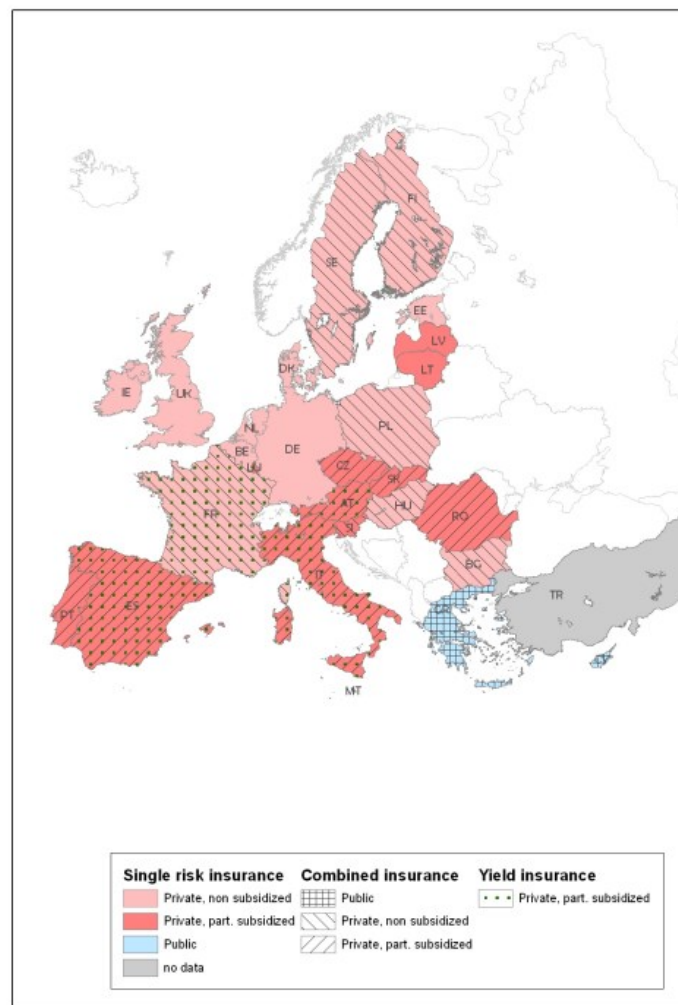 FI
SE
EE
LV
DK
LT
IE
UK
NL
PL
BE
DE
LU
CZ
SK
AT
HU
FR
SI
RO
BG
IT
PT
ES
GR
TR
MT
Single risk insurance
Private, non subsidized
Private, part. subsidized
Public
no data
Combined insurance
Public
Private, non subsidized
Private, part. subsidized
Yield insurance
Private, part. subsidized